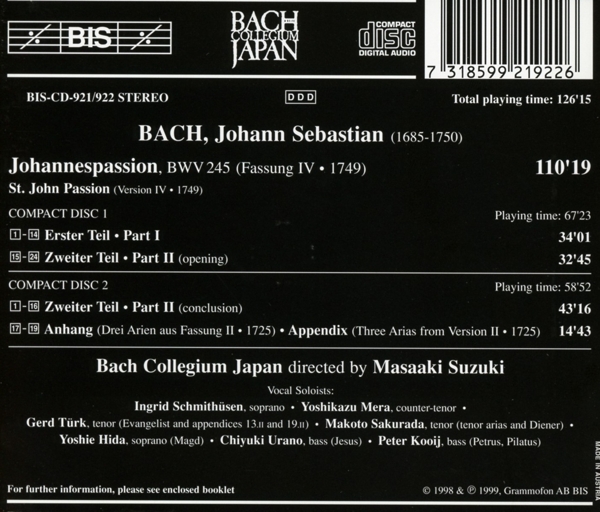 BIS
BACH
COLLEGIUM
JAPAN
COMPACT
disc
DIGITAL AUDIO
7 318599 219226
BIS-CD-921/922 STEREO
D D D
Total playing time: 126'15
BACH, Johann Sebastian (1685-1750)
Johannespassion, BWV 245 (Fassung IV • 1749) 110'19
St. John Passion (Version IV • 1749)
COMPACT DISC 1 Playing time: 67'23
1-14 Erster Teil • Part I 34'01
15-24 Zweiter Teil • Part II (opening) 32'45
COMPACT DISC 2 Playing time: 58'52
1-16 Zweiter Teil • Part II (conclusion) 43'16
17-19 Anhang (Drei Arien aus Fassung II • 1725) • Appendix (Three Arias from Version II • 1725) 14'43
Bach Collegium Japan directed by Masaaki Suzuki
Vocal Soloists:
Ingrid Schmithüsen, soprano • Yoshikazu Mera, counter-tenor •
Gerd Türk, tenor (Evangelist and appendices 13.II and 19.II) • Makoto Sakurada, tenor (tenor arias and Diener) •
Yoshie Hida, soprano (Magd) • Chiyuki Urano, bass (Jesus) • Peter Kooij, bass (Petrus, Pilatus)
For further information, please see enclosed booklet
© 1998 & ℗ 1999, Grammofon AB BIS
MADE IN AUSTRIA